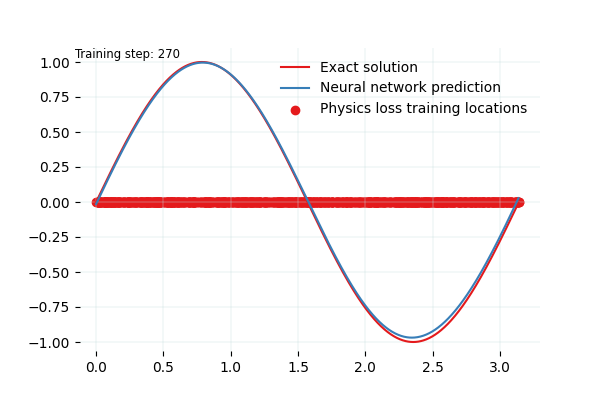 Training step: 270
Exact solution
Neural network prediction
Physics loss training locations
1.00
0.75
0.50
0.25
0.00
−0.25
−0.50
−0.75
−1.00
0.0 0.5 1.0 1.5 2.0 2.5 3.0